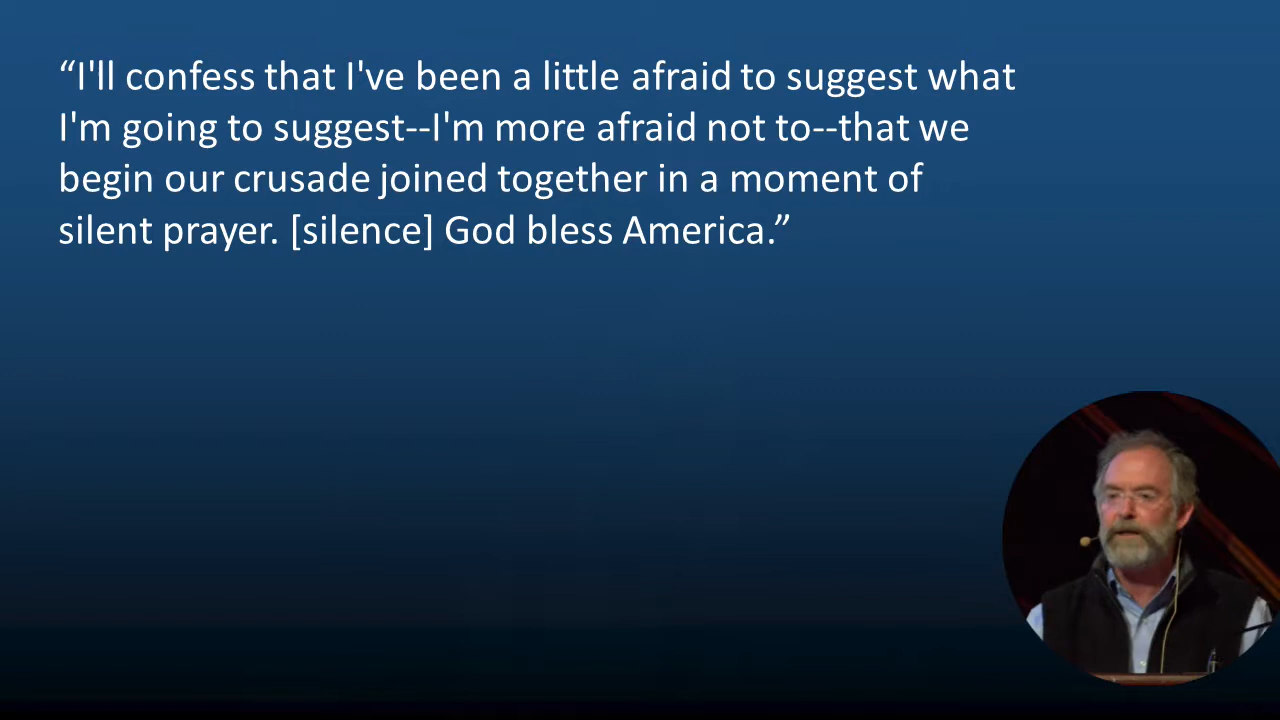 “I'll confess that I've been a little afraid to suggest what
I'm going to suggest--I'm more afraid not to--that we
begin our crusade joined together in a moment of
silent prayer. [silence] God bless America.”